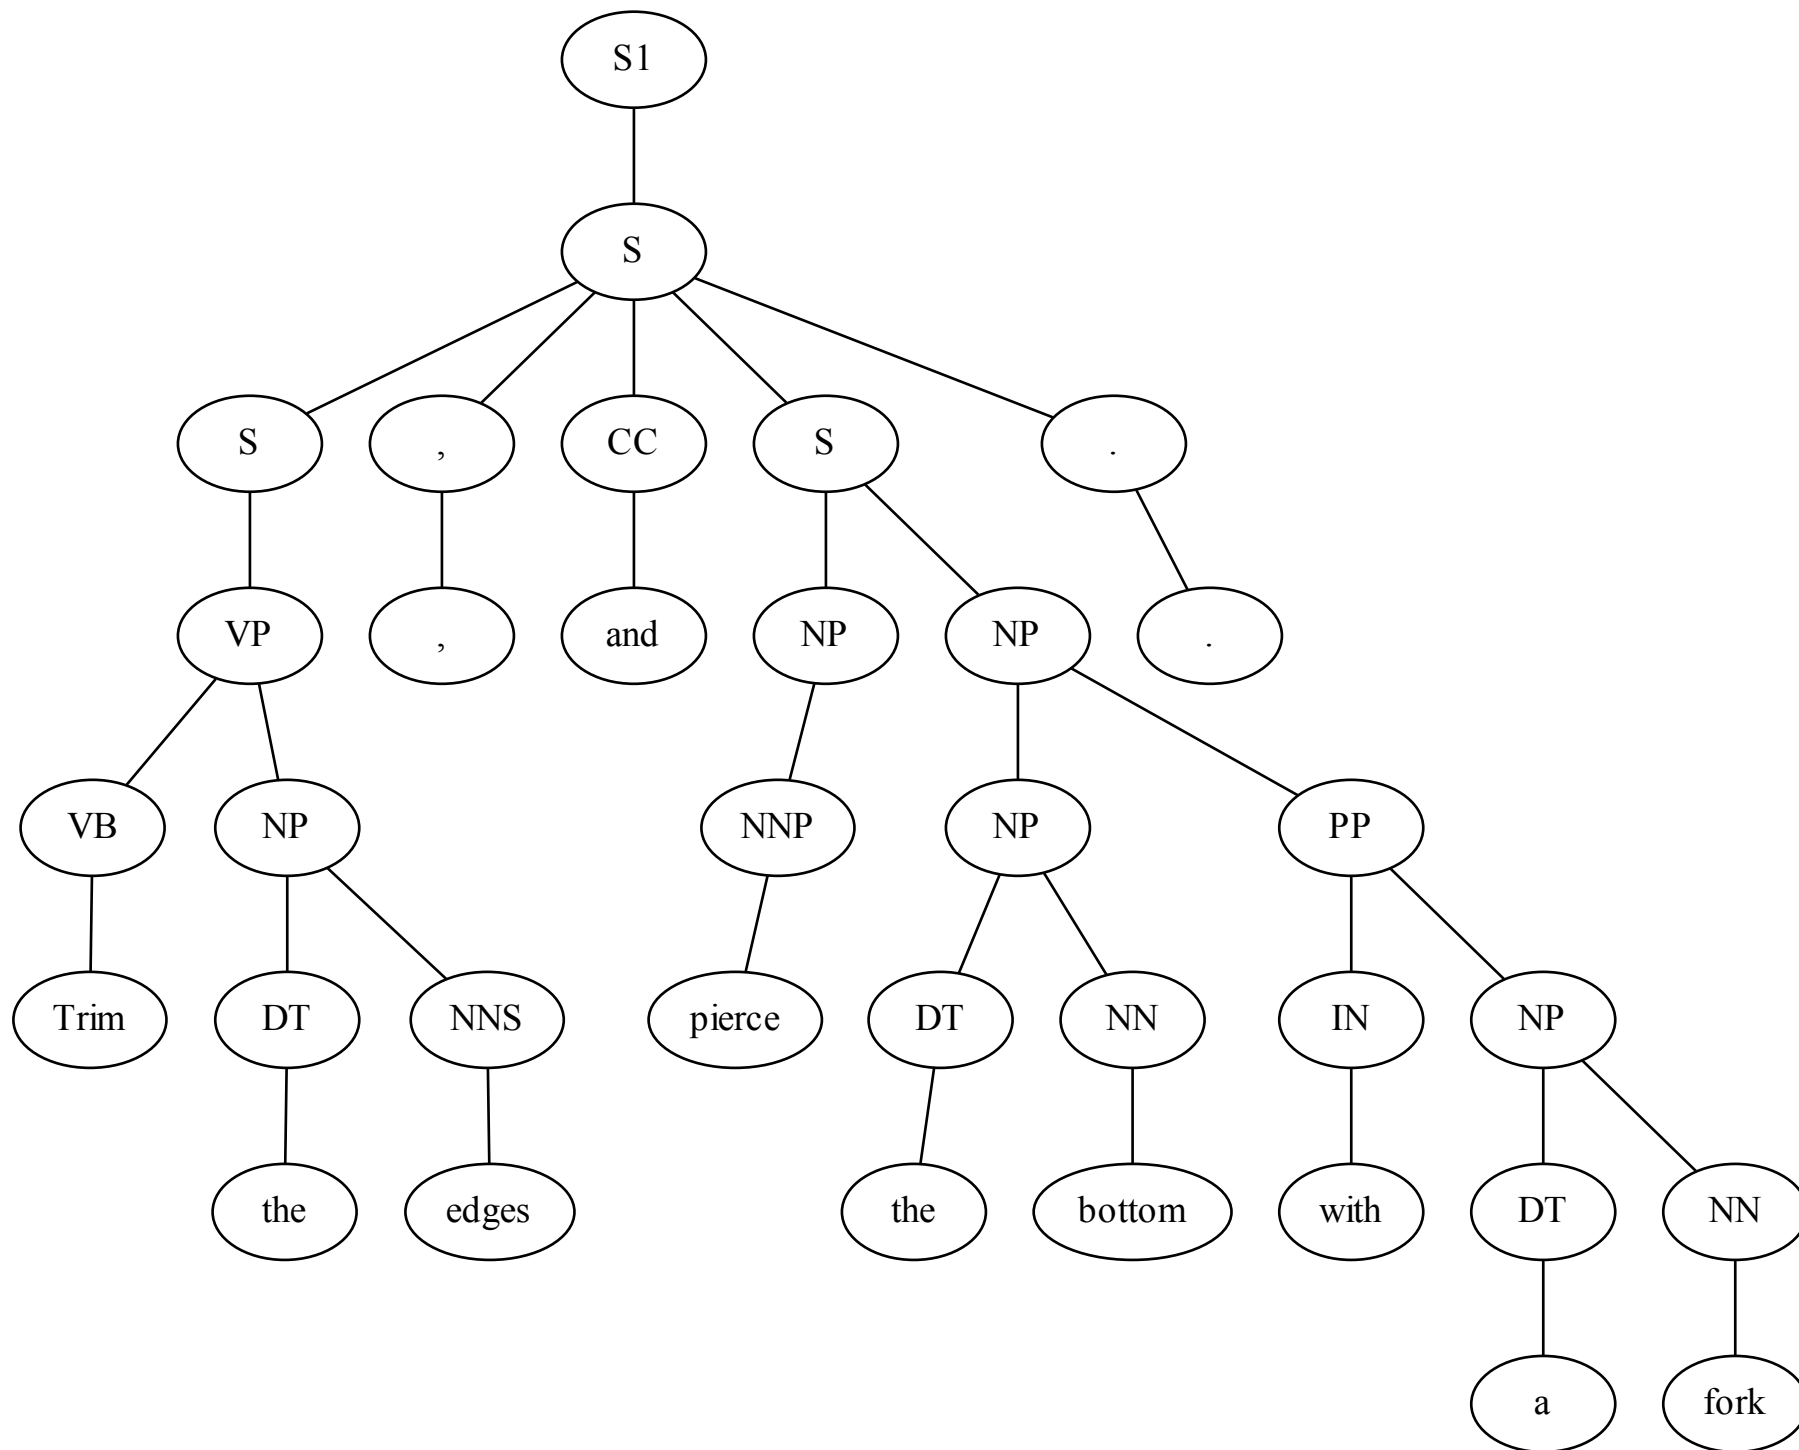 S1
S
S , CC S .
VP , and NP NP .
VB NP NNP NP PP
Trim DT NNS pierce DT NN IN NP
the edges the bottom with DT NN
a fork